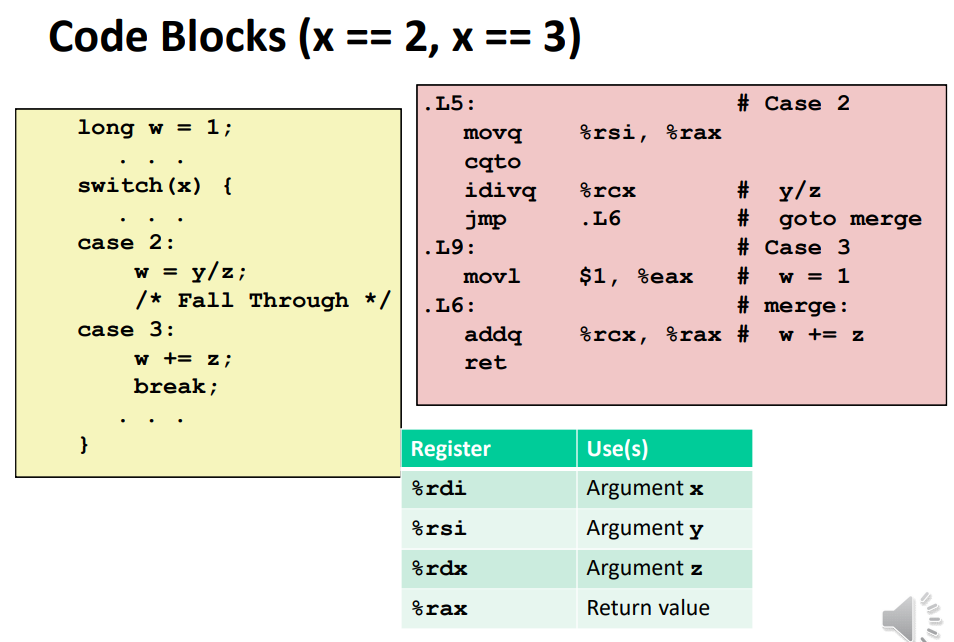 Code Blocks (x == 2, x == 3)
long w = 1;
. . .
switch(x) {
. . .
case 2:
w = y/z;
/* Fall Through */
case 3:
w += z;
break;
. . .
}
.L5: # Case 2
movq %rsi, %rax
cqto
idivq %rcx # y/z
jmp .L6 # goto merge
.L9: # Case 3
movl $1, %eax # w = 1
.L6: # merge:
addq %rcx, %rax # w += z
ret
Register Use(s)
%rdi Argument x
%rsi Argument y
%rdx Argument z
%rax Return value